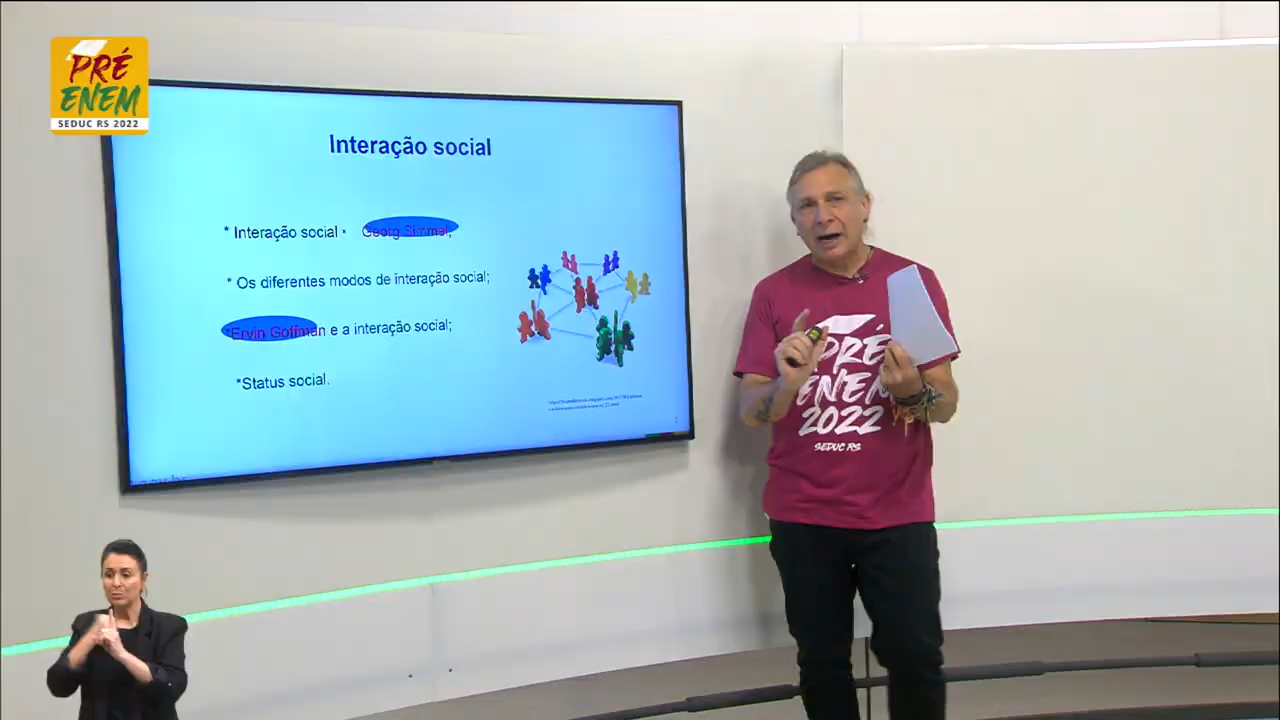 PRÉ
ENEM
SEDUC RS 2022
Interação social
* Interação social · Georg Simmel;
* Os diferentes modos de interação social;
*Ervin Goffman e a interação social;
*Status social.
PRÉ
ENEM
2022
SEDUC RS